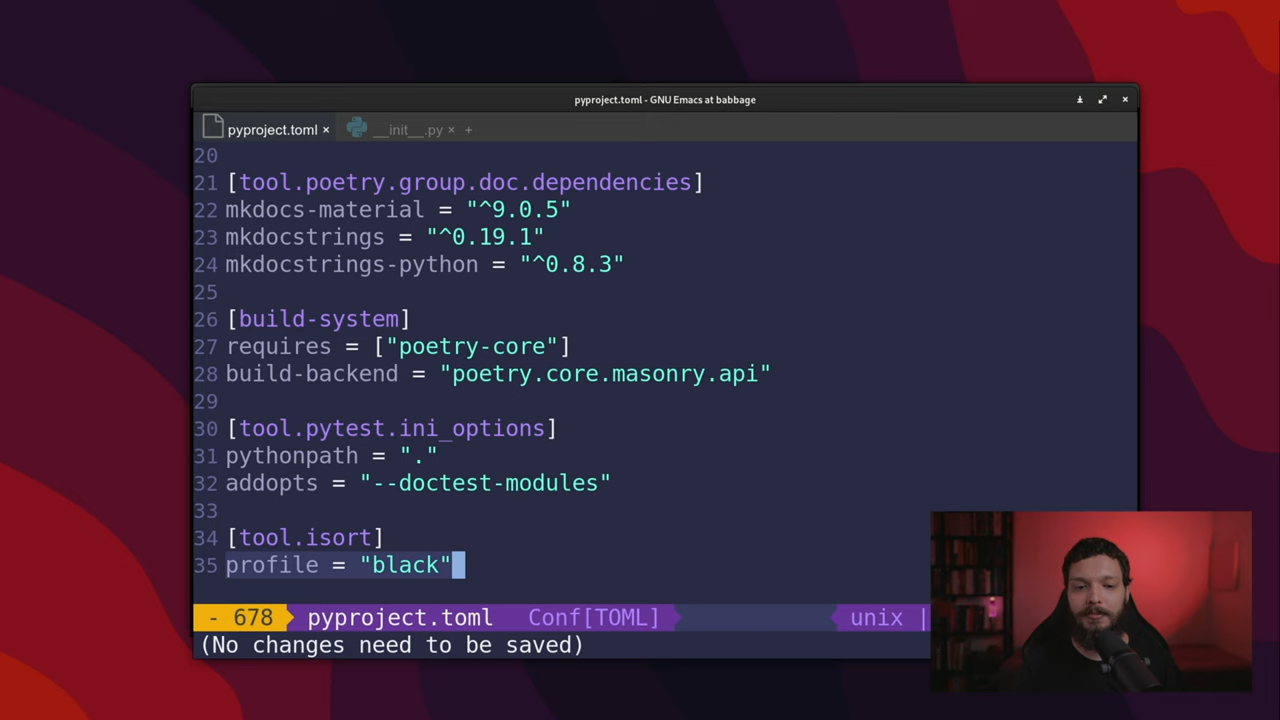 pyproject.toml - GNU Emacs at babbage
pyproject.toml × __init__.py × +
20
21 [tool.poetry.group.doc.dependencies]
22 mkdocs-material = "^9.0.5"
23 mkdocstrings = "^0.19.1"
24 mkdocstrings-python = "^0.8.3"
25
26 [build-system]
27 requires = ["poetry-core"]
28 build-backend = "poetry.core.masonry.api"
29
30 [tool.pytest.ini_options]
31 pythonpath = "."
32 addopts = "--doctest-modules"
33
34 [tool.isort]
35 profile = "black"
- 678 pyproject.toml Conf[TOML] unix |
(No changes need to be saved)